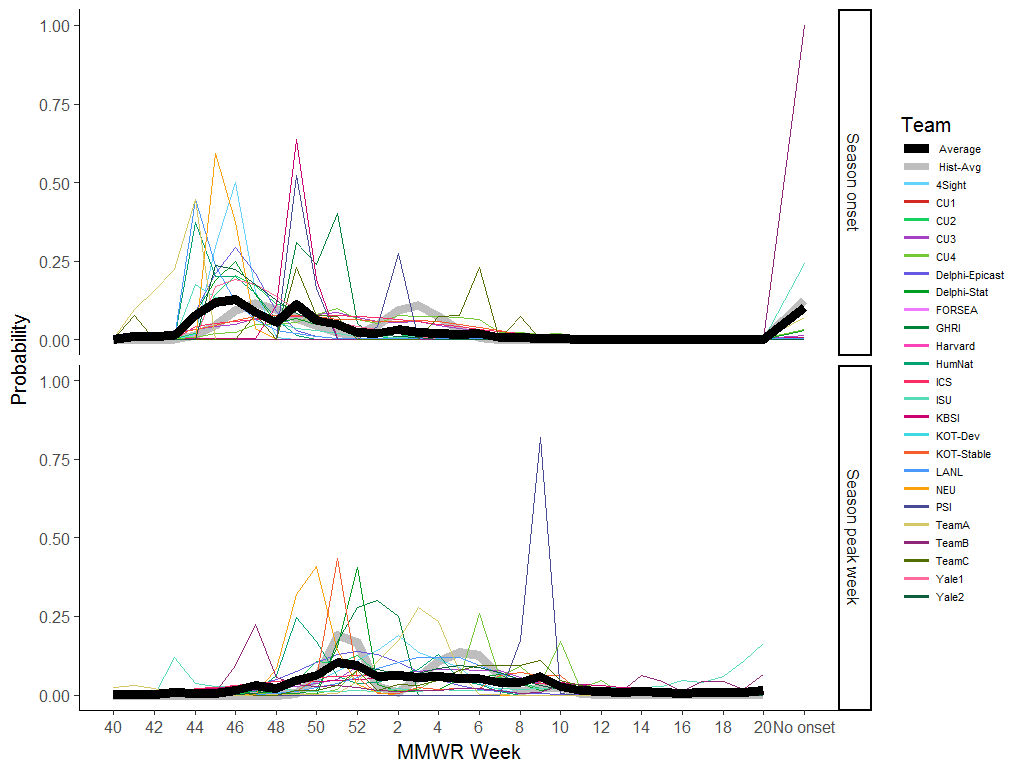 1.00
0.75
0.50
0.25
0.00
Season onset
1.00
0.75
0.50
0.25
0.00
Season peak week
Probability
40 42 44 46 48 50 52 2 4 6 8 10 12 14 16 18 20 No onset
MMWR Week
Team
Average
Hist-Avg
4Sight
CU1
CU2
CU3
CU4
Delphi-Epicast
Delphi-Stat
FORSEA
GHRI
Harvard
HumNat
ICS
ISU
KBSI
KOT-Dev
KOT-Stable
LANL
NEU
PSI
TeamA
TeamB
TeamC
Yale1
Yale2